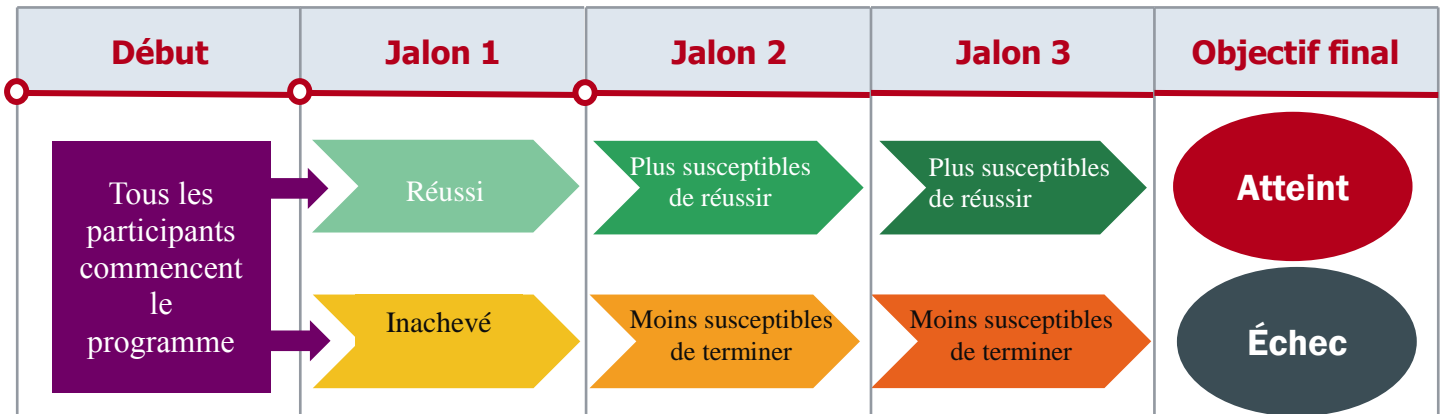 Début
Jalon 1
Jalon 2
Jalon 3
Objectif final
Tous les
participants
commencent
le
programme
Réussi
Plus susceptibles
de réussir
Plus susceptibles
de réussir
Atteint
Inachevé
Moins susceptibles
de terminer
Moins susceptibles
de terminer
Échec